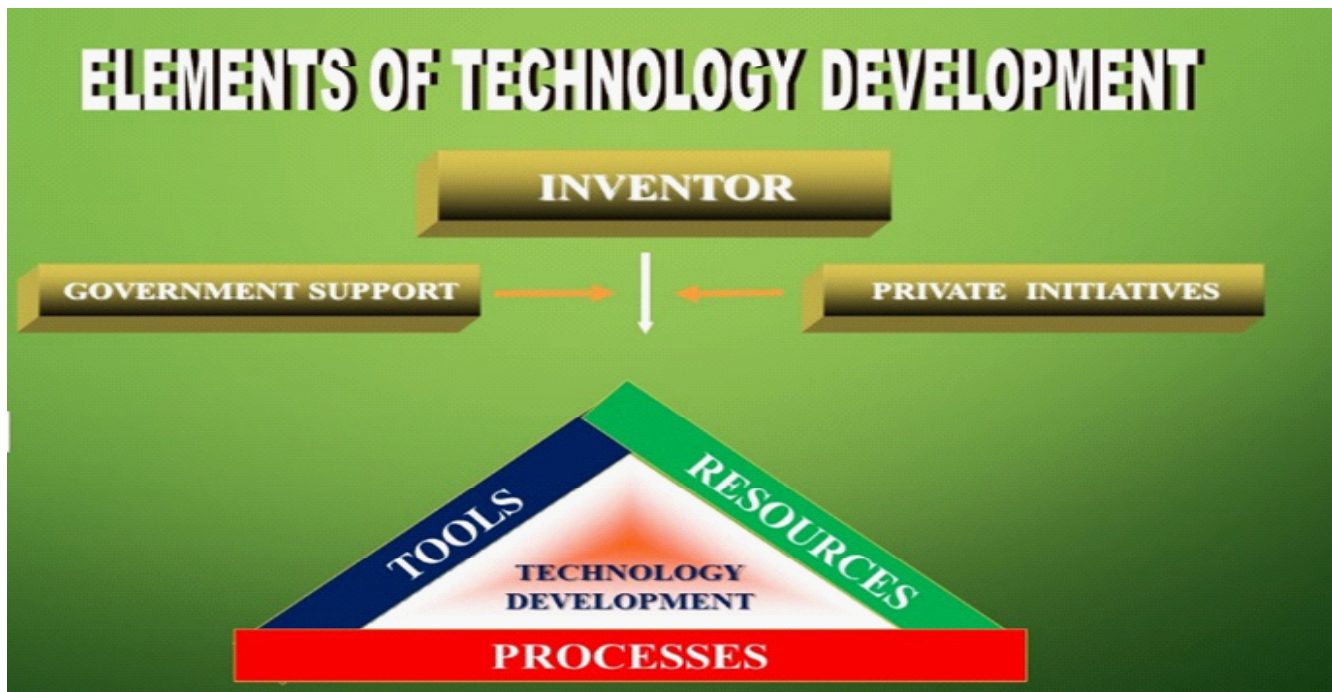 ELEMENTS OF TECHNOLOGY DEVELOPMENT
INVENTOR
GOVERNMENT SUPPORT
PRIVATE INITIATIVES
TOOLS
RESOURCES
TECHNOLOGY
DEVELOPMENT
PROCESSES